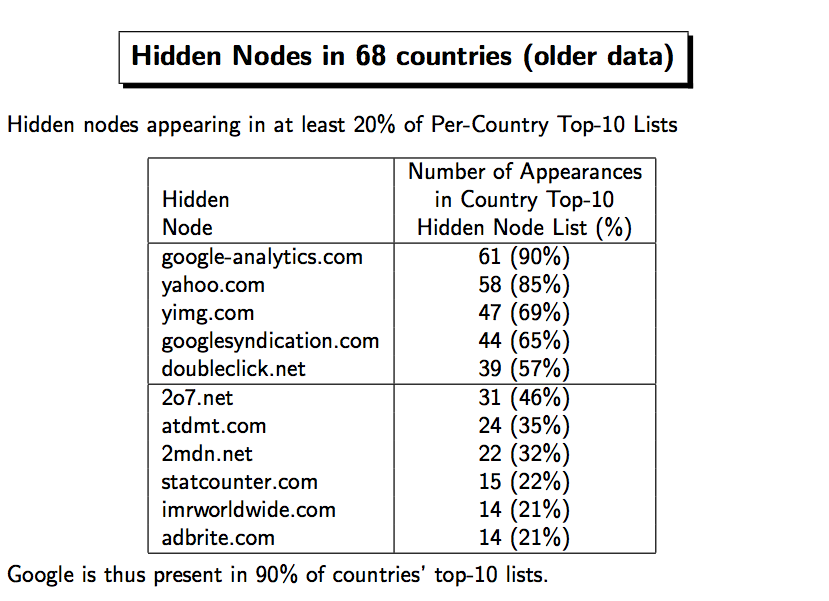 Hidden Nodes in 68 countries (older data)
Hidden nodes appearing in at least 20% of Per-Country Top-10 Lists
Number of Appearances
Hidden in Country Top-10
Node Hidden Node List (%)
google-analytics.com 61 (90%)
yahoo.com 58 (85%)
yimg.com 47 (69%)
googlesyndication.com 44 (65%)
doubleclick.net 39 (57%)
2o7.net 31 (46%)
atdmt.com 24 (35%)
2mdn.net 22 (32%)
statcounter.com 15 (22%)
imrworldwide.com 14 (21%)
adbrite.com 14 (21%)
Google is thus present in 90% of countries' top-10 lists.